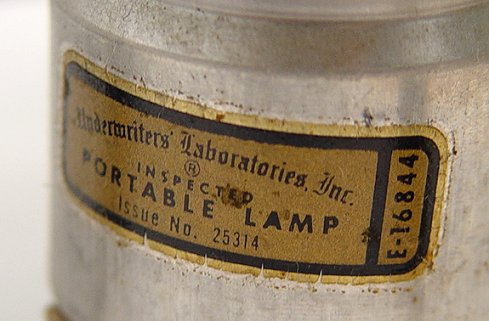 Underwriters' Laboratories, Inc.
®
INSPECTED
PORTABLE LAMP
Issue No. 25314
E-16844